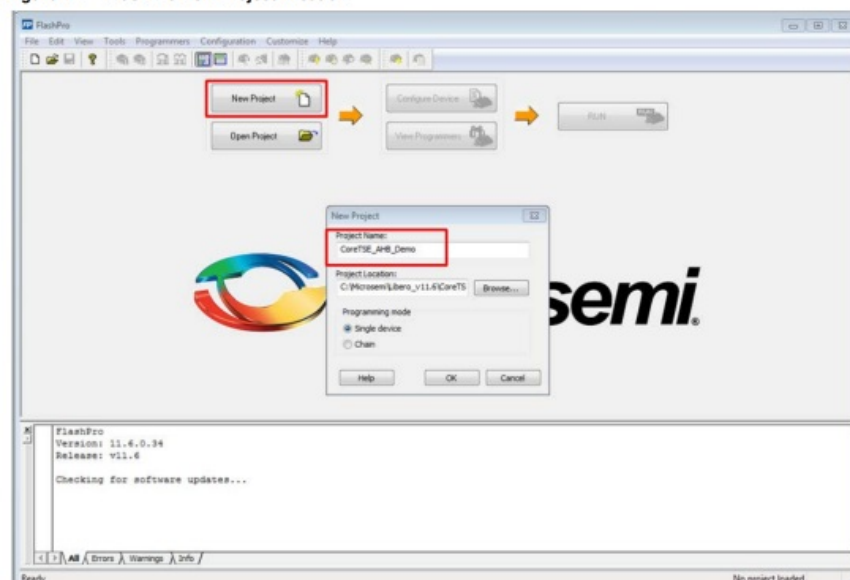 FlashPro
File Edit View Tools Programmers Configuration Customize Help
New Project
Open Project
Configure Device
View Programmers
RUN
New Project
Project Name:
CoreTSE_AHB_Demo
Project Location:
C:\Microsemi\Libero_v11.6\CoreTS
Browse...
Programming mode
Single device
Chain
Help OK Cancel
semi
FlashPro
Version: 11.6.0.34
Release: v11.6
Checking for software updates...
All Errors Warnings Info
Ready
No project loaded